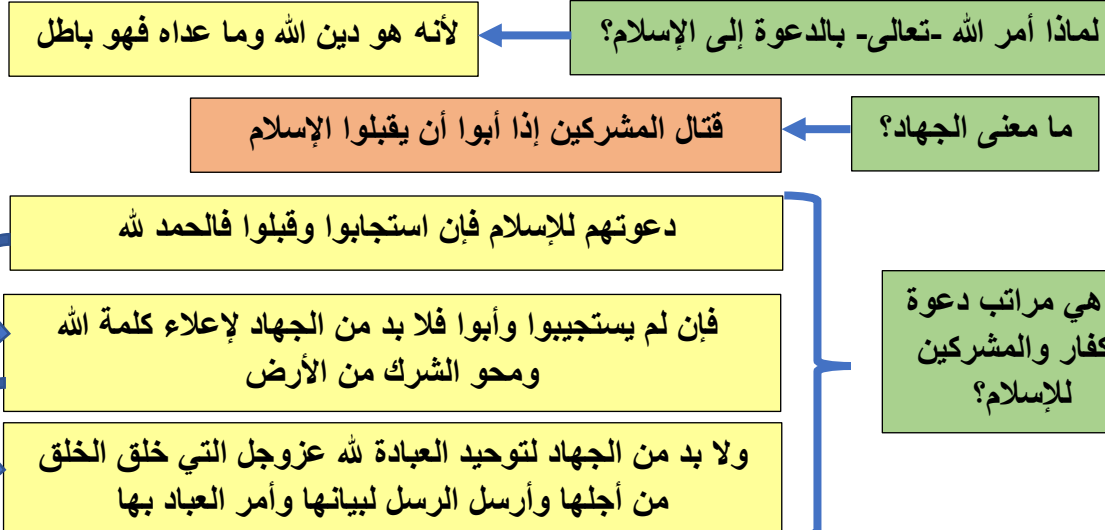 لماذا أمر الله -تعالى- بالدعوة إلى الإسلام؟
لأنه هو دين الله وما عداه فهو باطل
ما معنى الجهاد؟
قتال المشركين إذا أبوا أن يقبلوا الإسلام
هي مراتب دعوة
كفار والمشركين
للإسلام؟
دعوتهم للإسلام فإن استجابوا وقبلوا فالحمد لله
فإن لم يستجيبوا وأبوا فلا بد من الجهاد لإعلاء كلمة الله
ومحو الشرك من الأرض
ولا بد من الجهاد لتوحيد العبادة لله عزوجل التي خلق الخلق
من أجلها وأرسل الرسل لبيانها وأمر العباد بها